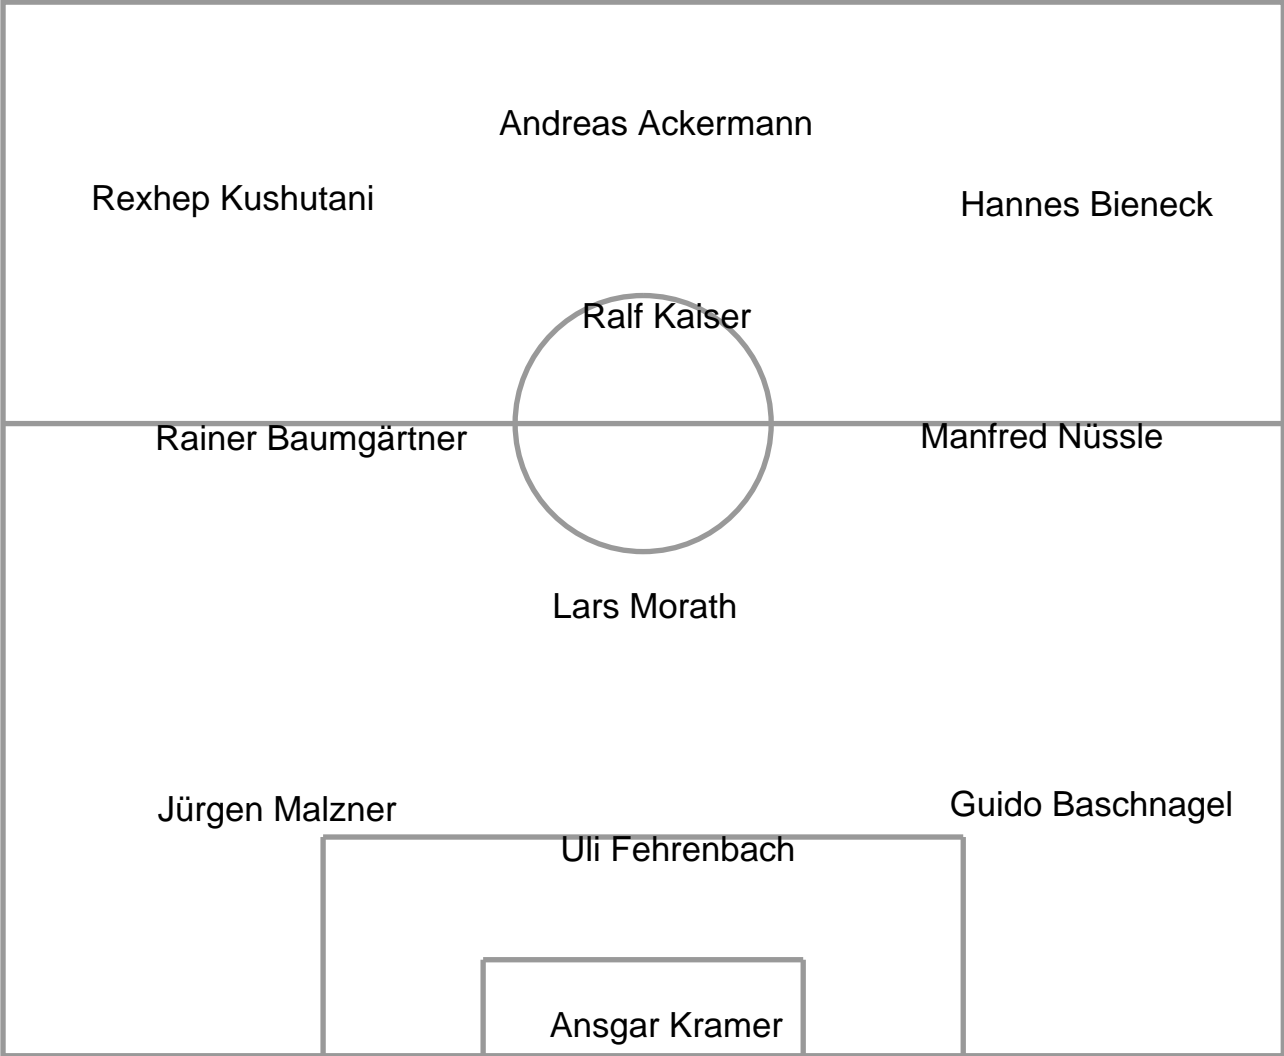 Andreas Ackermann
Rexhep Kushutani
Hannes Bieneck
Ralf Kaiser
Rainer Baumgärtner
Manfred Nüssle
Lars Morath
Jürgen Malzner
Guido Baschnagel
Uli Fehrenbach
Ansgar Kramer